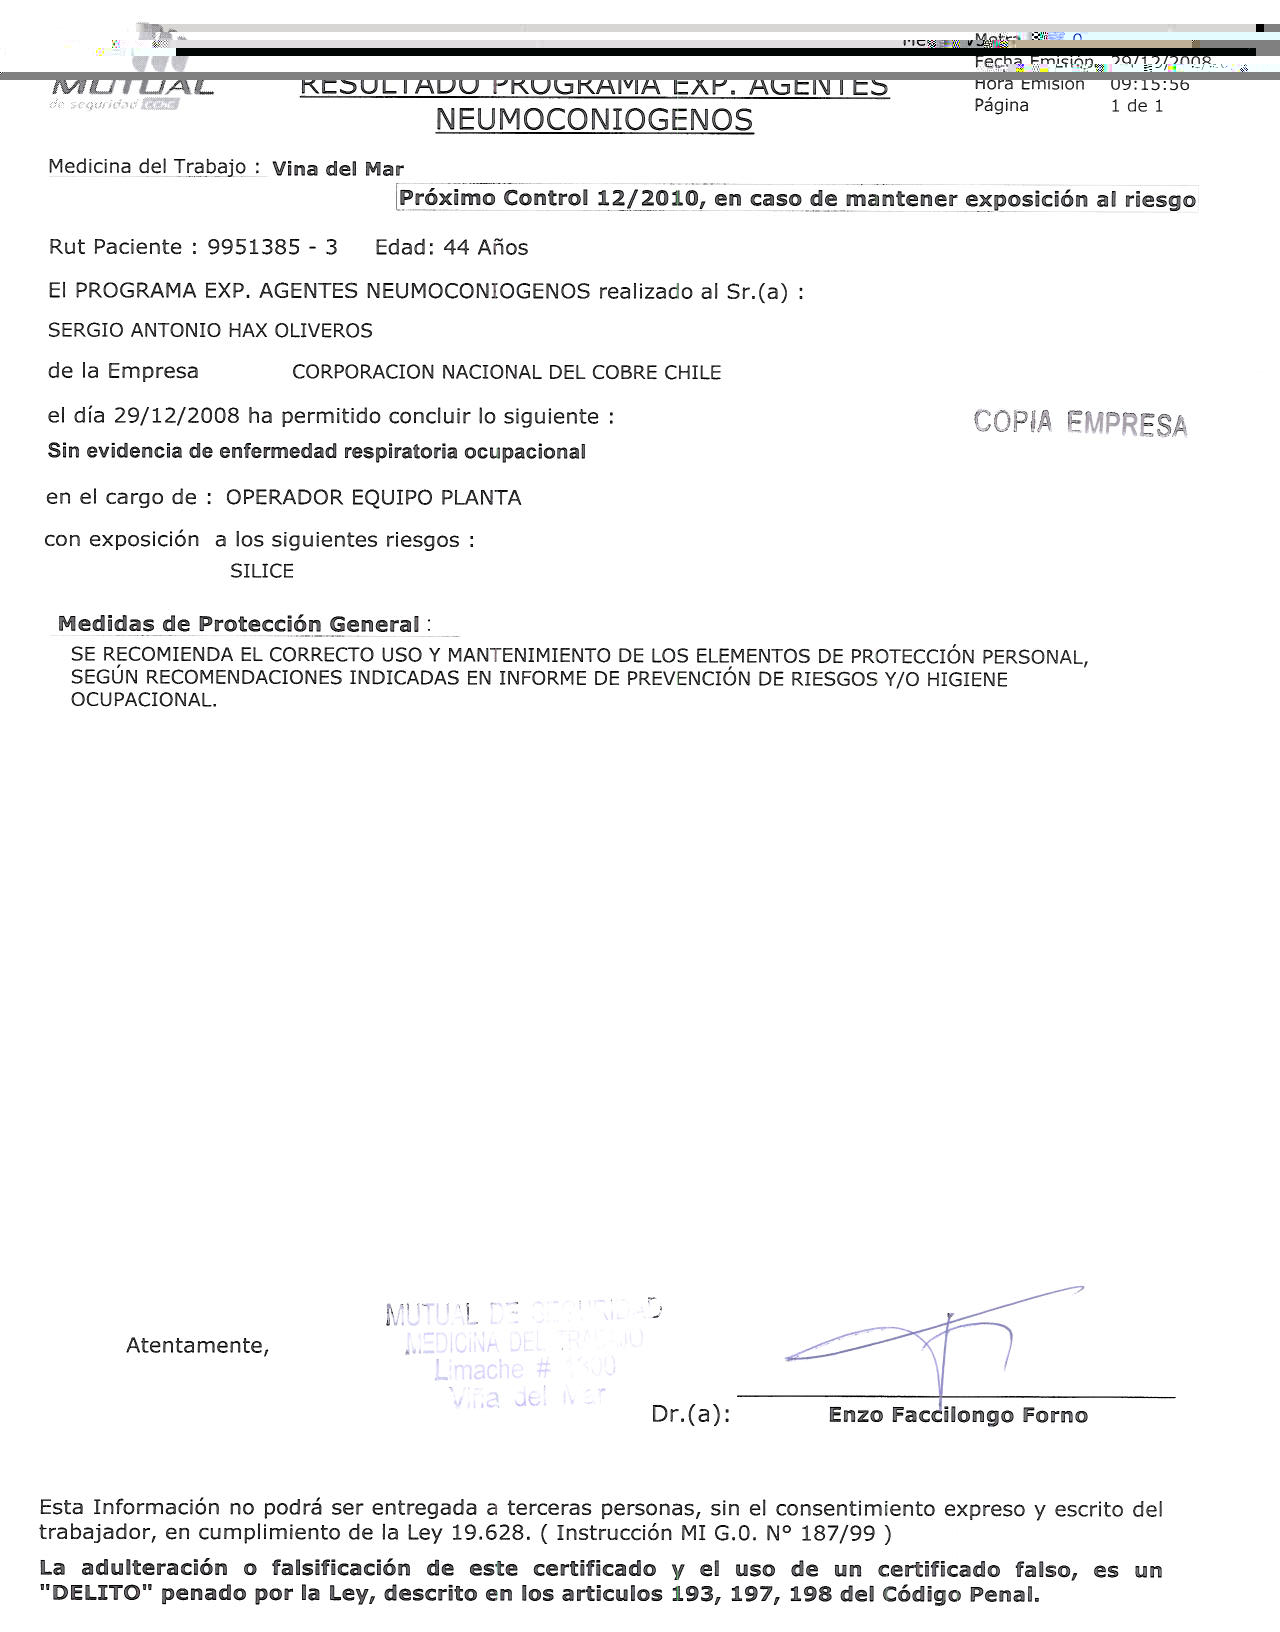 Fecha Emisión 29/12/2008
MUTUAL
RESULTADO PROGRAMA EXP. AGENTES
Hora Emisión 09:15:56
de seguridad CChC
NEUMOCONIOGENOS
Página 1 de 1
Medicina del Trabajo : Vina del Mar
Próximo Control 12/2010, en caso de mantener exposición al riesgo
Rut Paciente : 9951385 - 3 Edad: 44 Años
El PROGRAMA EXP. AGENTES NEUMOCONIOGENOS realizado al Sr.(a) :
SERGIO ANTONIO HAX OLIVEROS
de la Empresa CORPORACION NACIONAL DEL COBRE CHILE
el día 29/12/2008 ha permitido concluir lo siguiente :
COPIA EMPRESA
Sin evidencia de enfermedad respiratoria ocupacional
en el cargo de : OPERADOR EQUIPO PLANTA
con exposición a los siguientes riesgos :
SILICE
Medidas de Protección General :
SE RECOMIENDA EL CORRECTO USO Y MANTENIMIENTO DE LOS ELEMENTOS DE PROTECCIÓN PERSONAL,
SEGÚN RECOMENDACIONES INDICADAS EN INFORME DE PREVENCIÓN DE RIESGOS Y/O HIGIENE
OCUPACIONAL.
MUTUAL DE SEGURIDAD
MEDICINA DEL TRABAJO
Atentamente,
Limache #
Viña del Mar
Dr.(a): Enzo Faccilongo Forno
Esta Información no podrá ser entregada a terceras personas, sin el consentimiento expreso y escrito del
trabajador, en cumplimiento de la Ley 19.628. ( Instrucción MI G.0. Nº 187/99 )
La adulteración o falsificación de este certificado y el uso de un certificado falso, es un
"DELITO" penado por la Ley, descrito en los articulos 193, 197, 198 del Código Penal.